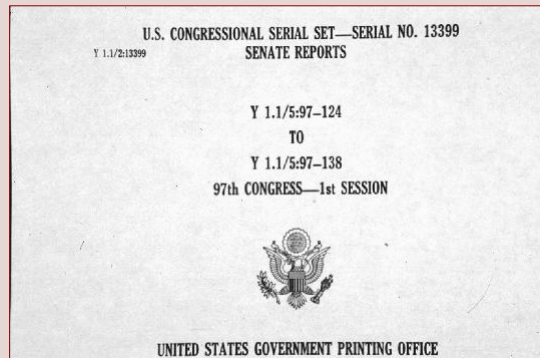 U.S. CONGRESSIONAL SERIAL SET—SERIAL NO. 13399
Y 1.1/2:13399
SENATE REPORTS
Y 1.1/5:97–124
TO
Y 1.1/5:97–138
97th CONGRESS—1st SESSION
UNITED STATES GOVERNMENT PRINTING OFFICE